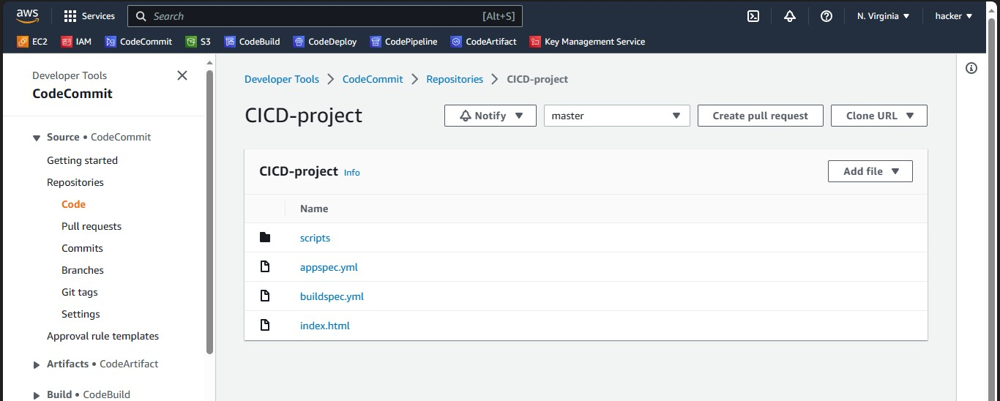 aws Services Search [Alt+S] N. Virginia hacker
EC2 IAM CodeCommit S3 CodeBuild CodeDeploy CodePipeline CodeArtifact Key Management Service
Developer Tools
CodeCommit
Source • CodeCommit
Getting started
Repositories
Code
Pull requests
Commits
Branches
Git tags
Settings
Approval rule templates
Artifacts • CodeArtifact
Build • CodeBuild
Developer Tools CodeCommit Repositories CICD-project
CICD-project Notify master Create pull request Clone URL
CICD-project Info Add file
Name
scripts
appspec.yml
buildspec.yml
index.html